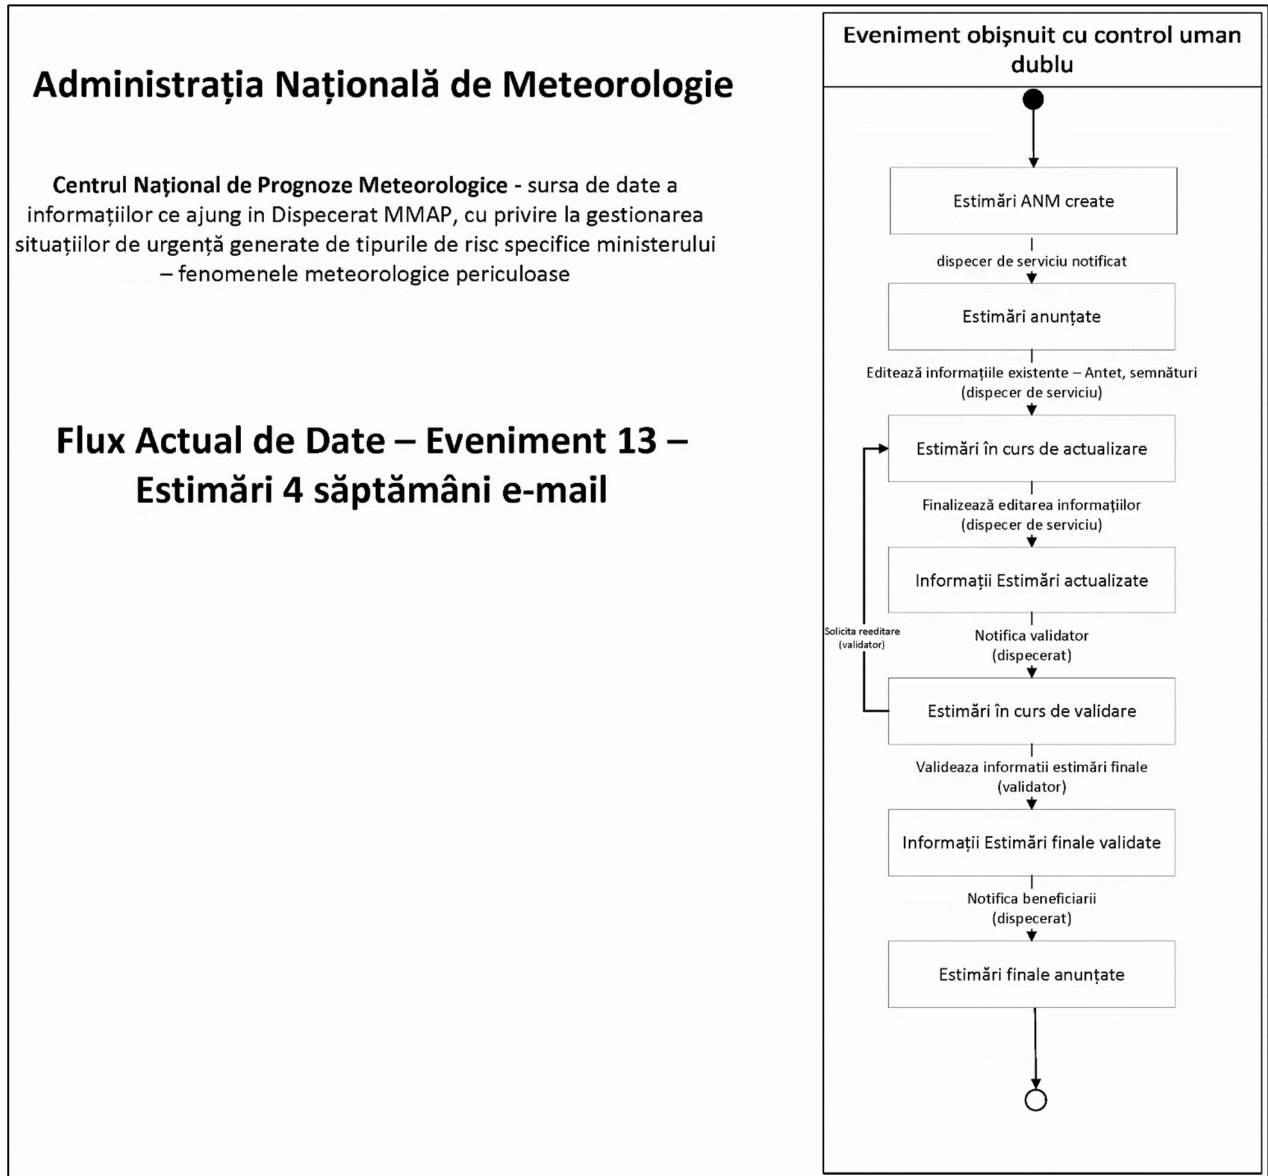 Administrația Națională de Meteorologie
Centrul Național de Prognoze Meteorologice - sursa de date a
informațiilor ce ajung in Dispecerat MMAP, cu privire la gestionarea
situațiilor de urgență generate de tipurile de risc specifice ministerului
– fenomenele meteorologice periculoase
Flux Actual de Date – Eveniment 13 –
Estimări 4 săptămâni e-mail
Eveniment obișnuit cu control uman
dublu
Estimări ANM create
dispecer de serviciu notificat
Estimări anunțate
Editează informațiile existente – Antet, semnături
(dispecer de serviciu)
Estimări în curs de actualizare
Finalizează editarea informațiilor
(dispecer de serviciu)
Informații Estimări actualizate
Solicita reeditare
(validator)
Notifica validator
(dispecerat)
Estimări în curs de validare
Valideaza informatii estimări finale
(validator)
Informații Estimări finale validate
Notifica beneficiarii
(dispecerat)
Estimări finale anunțate